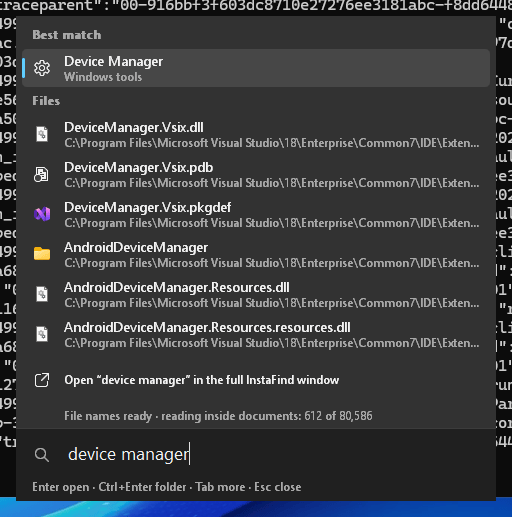 traceparent":"00-916bbf3f603dc8710e27276ee3181abc-f8dd6448
Best match
Device Manager
Windows tools
Files
DeviceManager.Vsix.dll
C:\Program Files\Microsoft Visual Studio\18\Enterprise\Common7\IDE\Exten...
DeviceManager.Vsix.pdb
C:\Program Files\Microsoft Visual Studio\18\Enterprise\Common7\IDE\Exten...
DeviceManager.Vsix.pkgdef
C:\Program Files\Microsoft Visual Studio\18\Enterprise\Common7\IDE\Exten...
AndroidDeviceManager
C:\Program Files\Microsoft Visual Studio\18\Enterprise\Common7\IDE\Exten...
AndroidDeviceManager.Resources.dll
C:\Program Files\Microsoft Visual Studio\18\Enterprise\Common7\IDE\Exten...
AndroidDeviceManager.Resources.resources.dll
C:\Program Files\Microsoft Visual Studio\18\Enterprise\Common7\IDE\Exten...
Open “device manager” in the full InstaFind window
File names ready · reading inside documents: 612 of 80,586
device manager
Enter open · Ctrl+Enter folder · Tab more · Esc close